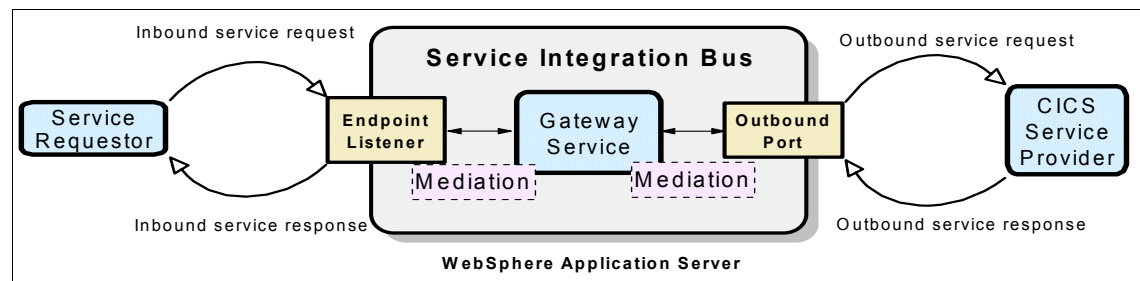 Inbound service request
Service Integration Bus
Outbound service request
Service
Requestor
Endpoint
Listener
Gateway
Service
Outbound
Port
CICS
Service
Provider
Mediation
Mediation
Inbound service response
Outbound service response
WebSphere Application Server